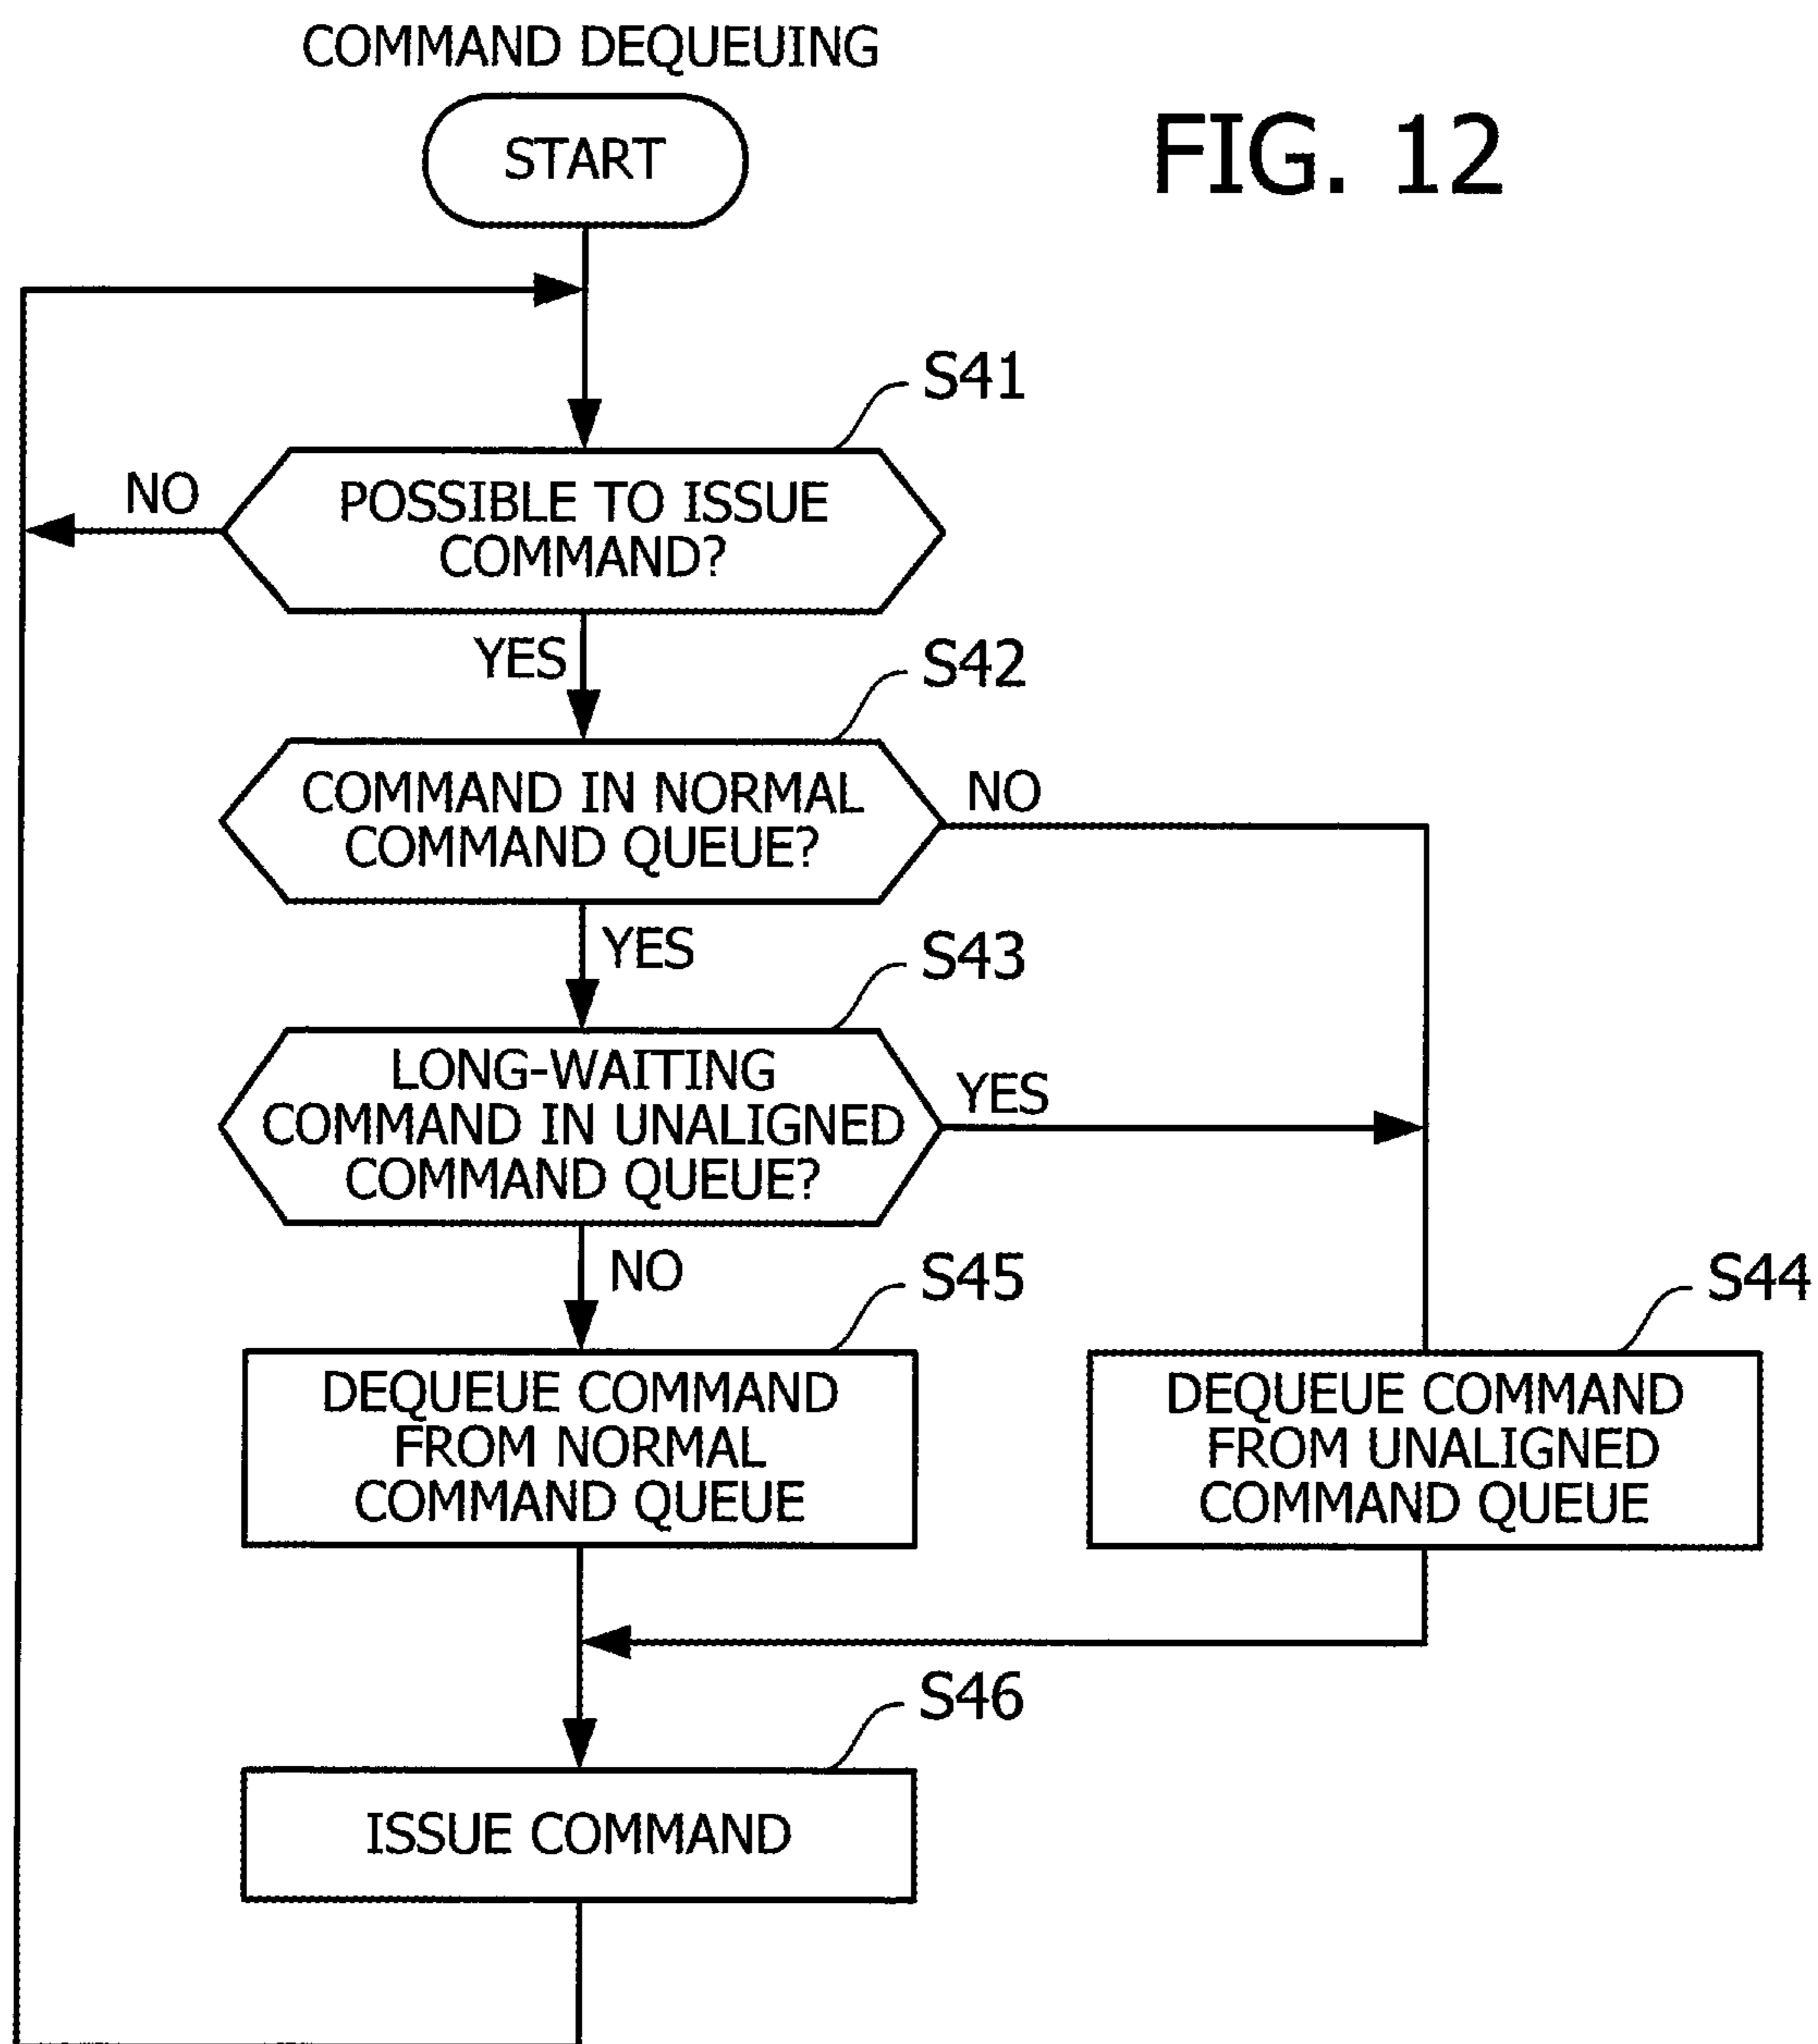 COMMAND DEQUEUING
START
FIG. 12
S41
POSSIBLE TO ISSUE
COMMAND?
NO
YES
S42
COMMAND IN NORMAL
COMMAND QUEUE?
NO
YES
S43
LONG-WAITING
COMMAND IN UNALIGNED
COMMAND QUEUE?
YES
NO
S45
DEQUEUE COMMAND
FROM NORMAL
COMMAND QUEUE
S44
DEQUEUE COMMAND
FROM UNALIGNED
COMMAND QUEUE
S46
ISSUE COMMAND